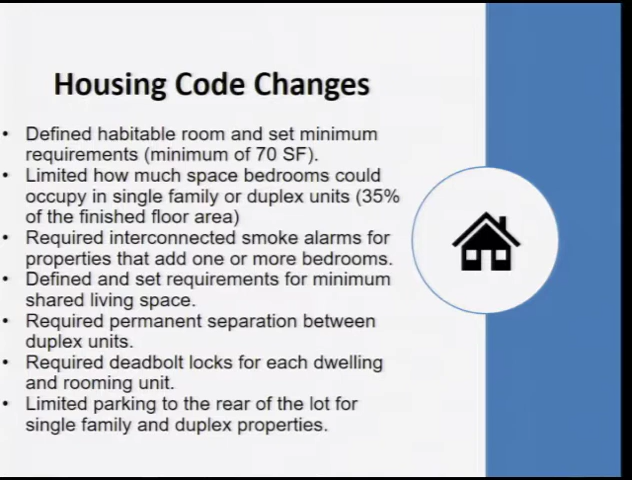 Housing Code Changes
• Defined habitable room and set minimum
requirements (minimum of 70 SF).
• Limited how much space bedrooms could
occupy in single family or duplex units (35%
of the finished floor area)
• Required interconnected smoke alarms for
properties that add one or more bedrooms.
• Defined and set requirements for minimum
shared living space.
• Required permanent separation between
duplex units.
• Required deadbolt locks for each dwelling
and rooming unit.
• Limited parking to the rear of the lot for
single family and duplex properties.